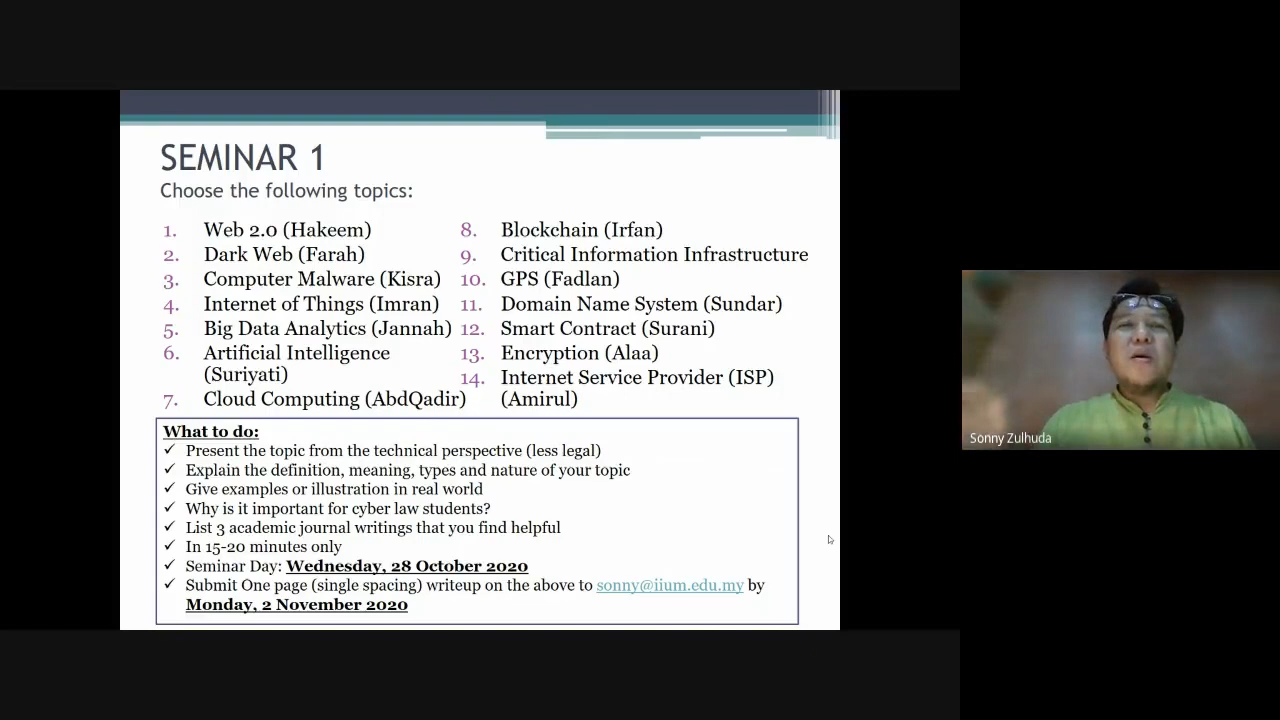 SEMINAR 1
Choose the following topics:
1. Web 2.0 (Hakeem)
2. Dark Web (Farah)
3. Computer Malware (Kisra)
4. Internet of Things (Imran)
5. Big Data Analytics (Jannah)
6. Artificial Intelligence
(Suriyati)
7. Cloud Computing (AbdQadir)
8. Blockchain (Irfan)
9. Critical Information Infrastructure
10. GPS (Fadlan)
11. Domain Name System (Sundar)
12. Smart Contract (Surani)
13. Encryption (Alaa)
14. Internet Service Provider (ISP)
(Amirul)
What to do:
✓ Present the topic from the technical perspective (less legal)
✓ Explain the definition, meaning, types and nature of your topic
✓ Give examples or illustration in real world
✓ Why is it important for cyber law students?
✓ List 3 academic journal writings that you find helpful
✓ In 15-20 minutes only
✓ Seminar Day: Wednesday, 28 October 2020
✓ Submit One page (single spacing) writeup on the above to sonny@iium.edu.my by
Monday, 2 November 2020
Sonny Zulhuda